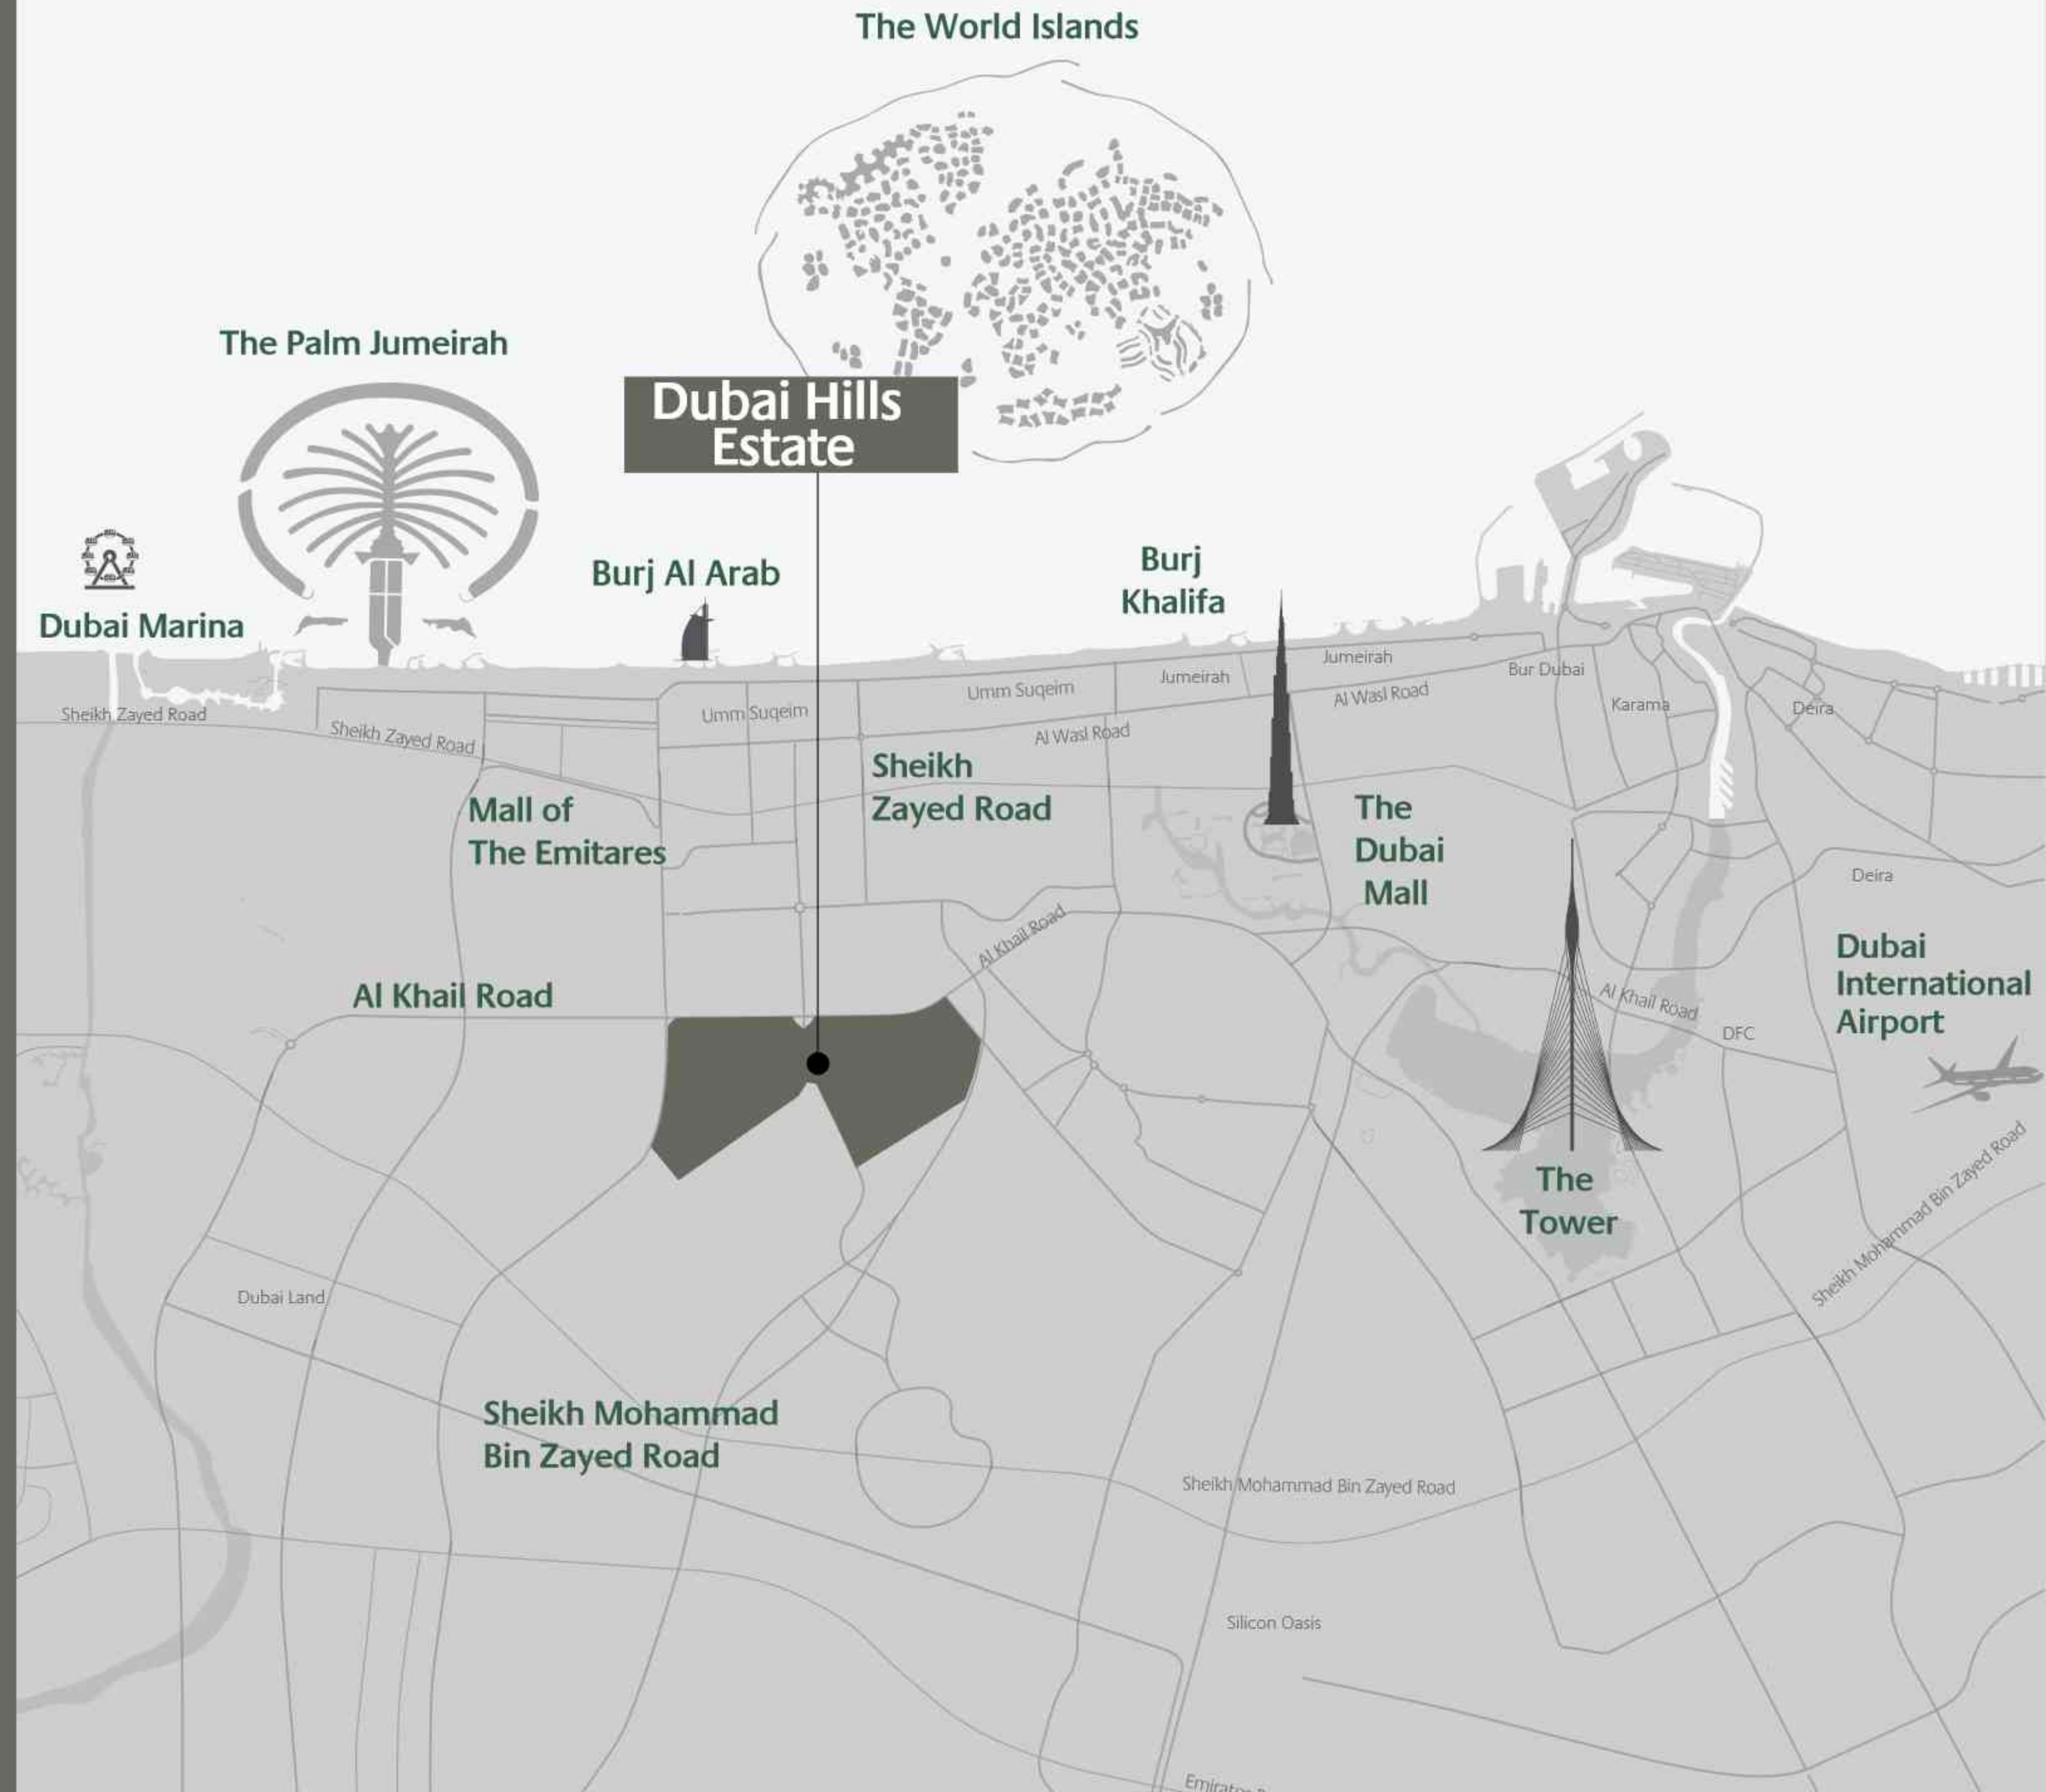 The World Islands
The Palm Jumeirah
Dubai Hills
Estate
Burj Al Arab
Burj
Khalifa
Dubai Marina
Jumeirah
Jumeirah
Bur Dubai
Umm Suqeim
Umm Suqeim
Al Wasl Road
Al Wasl Road
Karama
Deira
Sheikh Zayed Road
Sheikh Zayed Road
Sheikh
Zayed Road
Mall of
The Emitares
The
Dubai
Mall
Deira
Al Khail Road
Dubai
International
Airport
Al Khail Road
Al Khail Road
DFC
The
Tower
Sheikh Mohammad Bin Zayed Road
Dubai Land
Sheikh Mohammad
Bin Zayed Road
Sheikh Mohammad Bin Zayed Road
Silicon Oasis